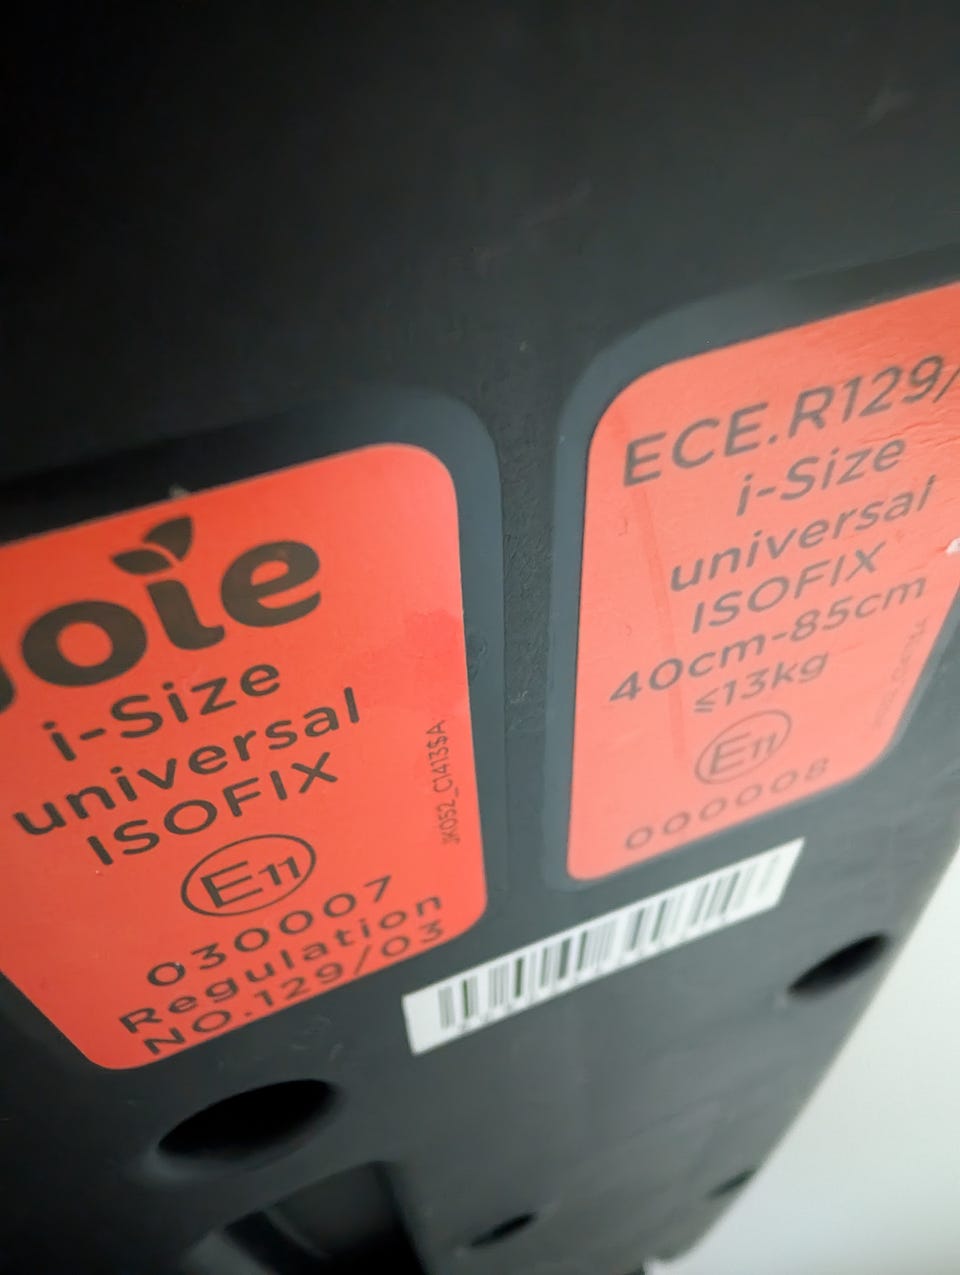 Joie
i-Size
universal
ISOFIX
E11
030007
Regulation
NO.129/03
JK052_C1413$A
ECE.R129/
i-Size
universal
ISOFIX
40cm-85cm
≤13kg
E11
000008